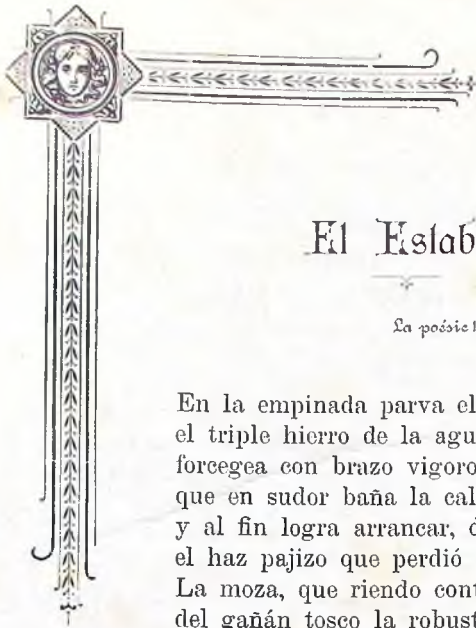 El Eslab
La poésie
En la empinada parva el
el triple hierro de la agu
forcegea con brazo vigoro
que en sudor baña la cal
y al fin logra arrancar, d
el haz pajizo que perdió
La moza, que riendo cont
del gañán tosco la robust